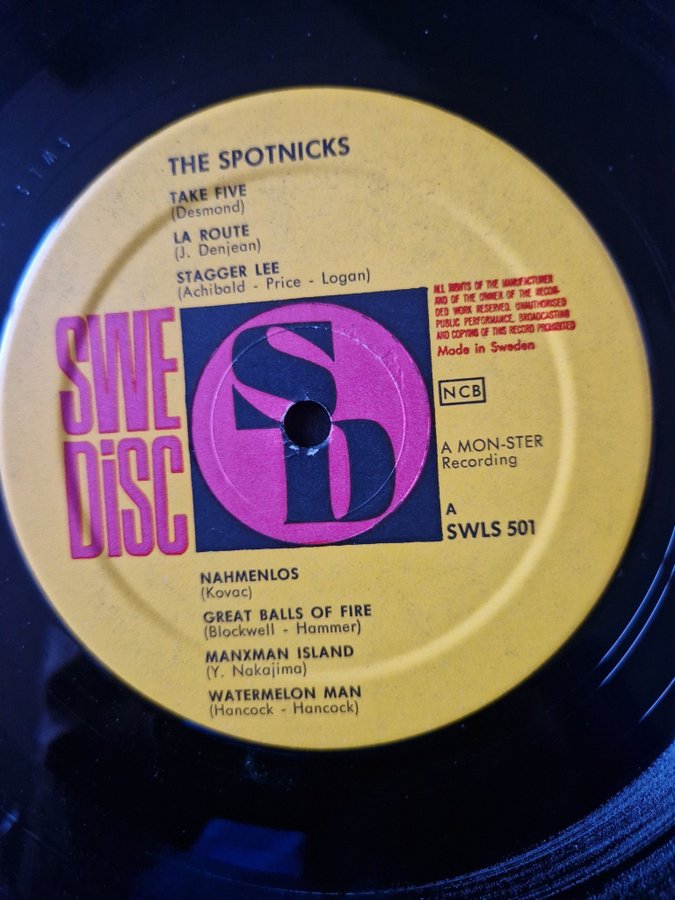 THE SPOTNICKS
TAKE FIVE
(Desmond)
LA ROUTE
(J. Denjean)
STAGGER LEE
(Achibald - Price - Logan)
SWE
DiSC
SD
ALL RIGHTS OF THE MANUFACTURER
AND OF THE OWNER OF THE RECOR-
DED WORK RESERVED. UNAUTHORISED
PUBLIC PERFORMANCE, BROADCASTING
AND COPYING OF THIS RECORD PROHIBITED
Made in Sweden
NCB
A MON-STER
Recording
A
SWLS 501
NAHMENLOS
(Kovac)
GREAT BALLS OF FIRE
(Blockwell - Hammer)
MANXMAN ISLAND
(Y. Nakajima)
WATERMELON MAN
(Hancock - Hancock)